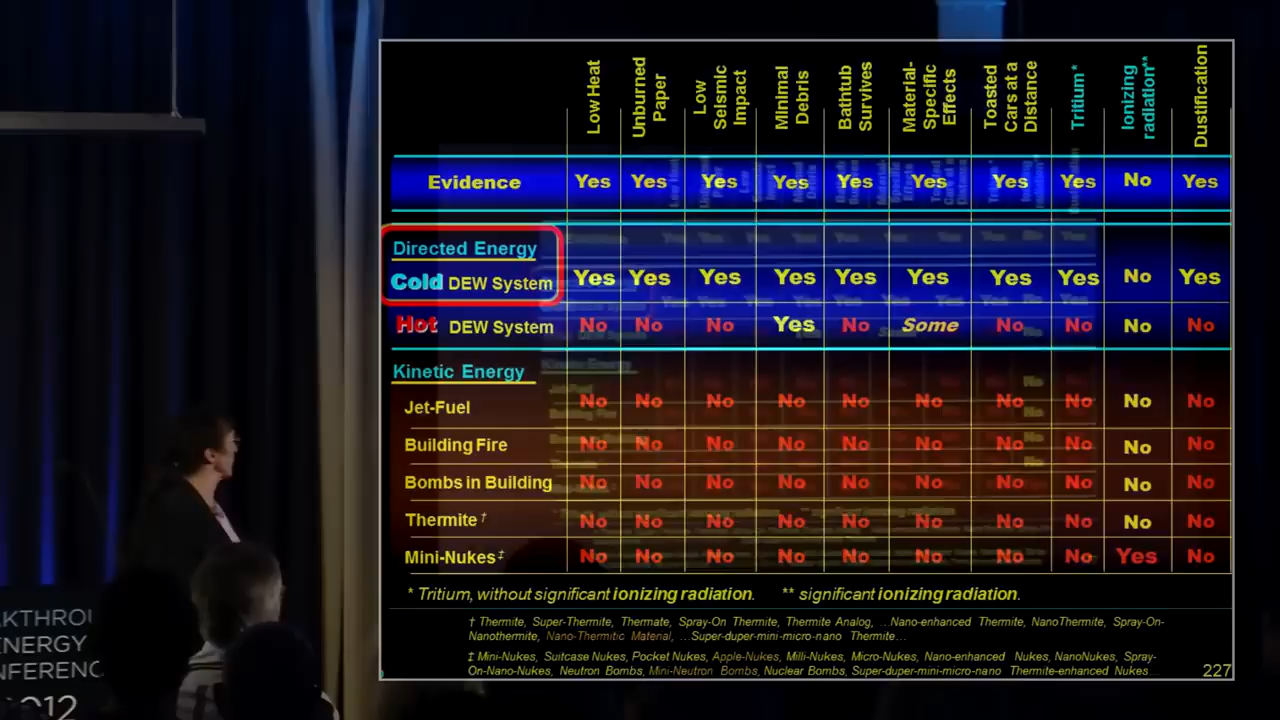 Low Heat
Unburned
Paper
Low
Seismic
Impact
Minimal
Debris
Bathtub
Survives
Material-
Specific
Effects
Toasted
Cars at a
Distance
Tritium*
Ionizing
radiation**
Dustification
Evidence Yes Yes Yes Yes Yes Yes Yes Yes No Yes
Directed Energy
Cold DEW System Yes Yes Yes Yes Yes Yes Yes Yes No Yes
Hot DEW System No No No Yes No Some No No No No
Kinetic Energy
Jet-Fuel No No No No No No No No No No
Building Fire No No No No No No No No No No
Bombs in Building No No No No No No No No No No
Thermite† No No No No No No No No No No
Mini-Nukes‡ No No No No No No No No Yes No
* Tritium, without significant ionizing radiation. ** significant ionizing radiation.
† Thermite, Super-Thermite, Thermate, Spray-On Thermite, Thermite Analog, ...Nano-enhanced Thermite, NanoThermite, Spray-On-
Nanothermite, Nano-Thermitic Material, ...Super-duper-mini-micro-nano Thermite...
‡ Mini-Nukes, Suitcase Nukes, Pocket Nukes, Apple-Nukes, Milli-Nukes, Micro-Nukes, Nano-enhanced Nukes, NanoNukes, Spray-
On-Nano-Nukes, Neutron Bombs, Mini-Neutron Bombs, Nuclear Bombs, Super-duper-mini-micro-nano Thermite-enhanced Nukes...
227
AKTHROU
ENERGY
NFERENC
2012